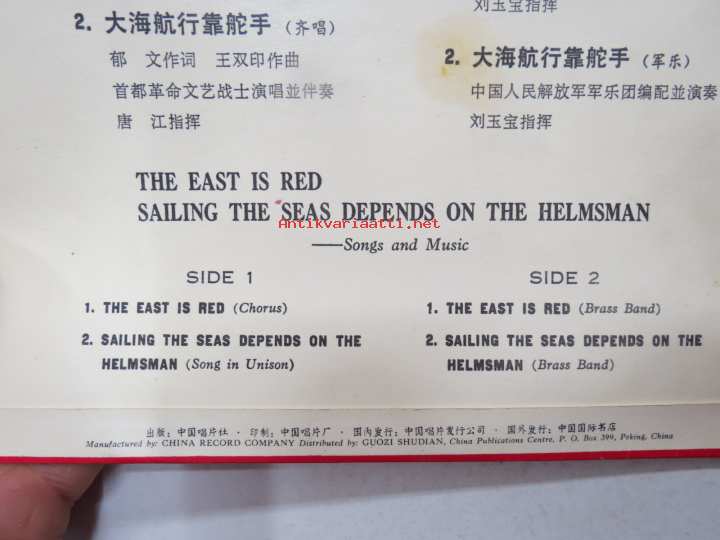 2. 大海航行靠舵手（齐唱）
郁　文作词　王双印作曲
首都革命文艺战士演唱並伴奏
唐　江指挥
刘玉宝指挥
2. 大海航行靠舵手（军乐）
中国人民解放军军乐团编配並演奏
刘玉宝指挥
THE EAST IS RED
SAILING THE SEAS DEPENDS ON THE HELMSMAN
Antikvariaatti.net
——Songs and Music
SIDE 1
1. THE EAST IS RED (Chorus)
2. SAILING THE SEAS DEPENDS ON THE
HELMSMAN (Song in Unison)
SIDE 2
1. THE EAST IS RED (Brass Band)
2. SAILING THE SEAS DEPENDS ON THE
HELMSMAN (Brass Band)
出版：中国唱片社 · 印制：中国唱片厂 · 国内发行：中国唱片发行公司 · 国外发行：中国国际书店
Manufactured by: CHINA RECORD COMPANY Distributed by: GUOZI SHUDIAN, China Publications Centre, P. O. Box 399, Peking, China